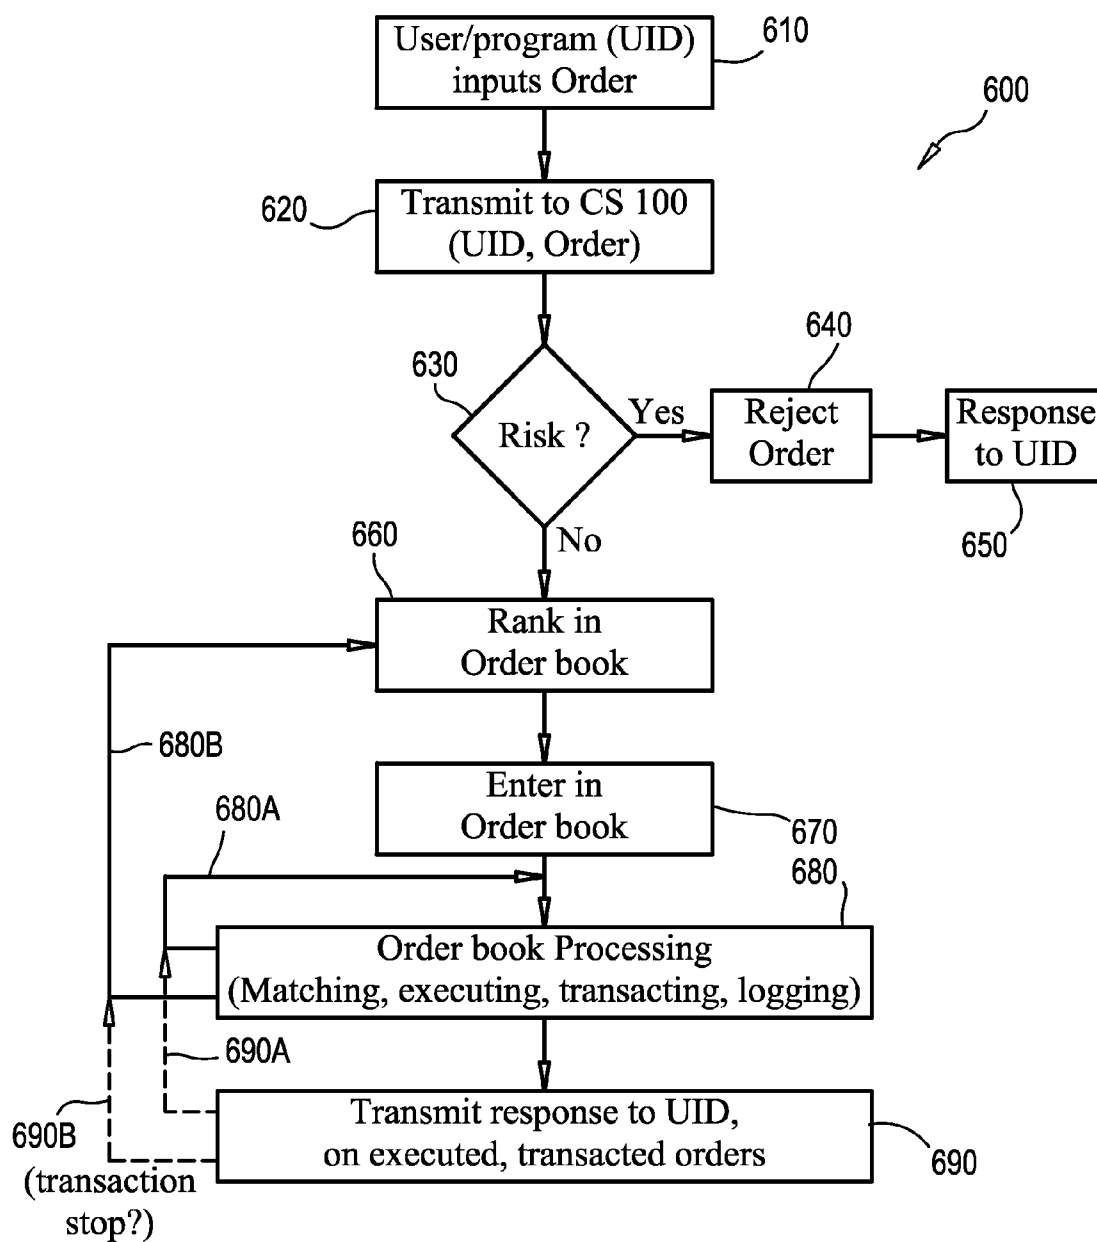 User/program (UID)
inputs Order
610
600
Transmit to CS 100
(UID, Order)
620
630
Risk ?
Yes
640
Reject
Order
Response
to UID
650
No
660
Rank in
Order book
680B
Enter in
Order book
670
680A
680
Order book Processing
(Matching, executing, transacting, logging)
690A
Transmit response to UID,
on executed, transacted orders
690
690B
(transaction
stop?)